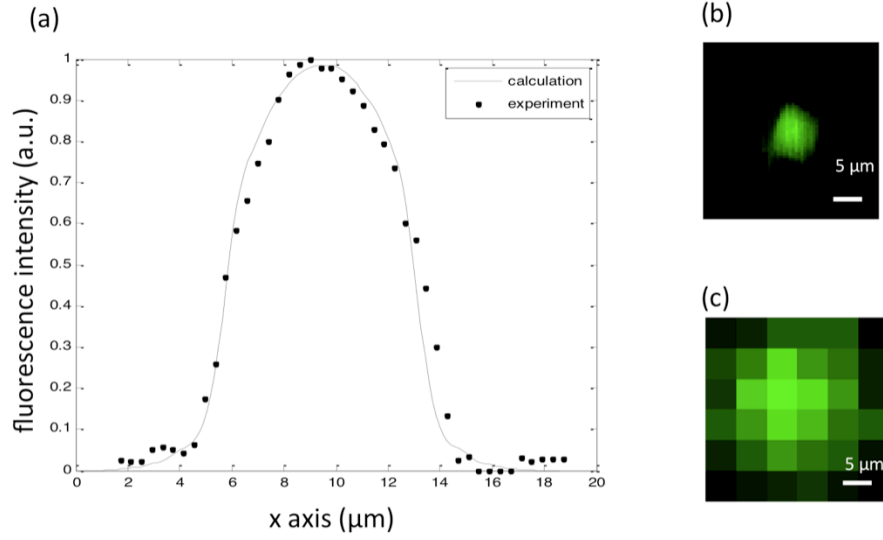 (a)
fluorescence intensity (a.u.)
1
0.9
0.8
0.7
0.6
0.5
0.4
0.3
0.2
0.1
0
0 2 4 6 8 10 12 14 16 18 20
x axis (μm)
calculation
experiment
(b)
5 μm
(c)
5 μm